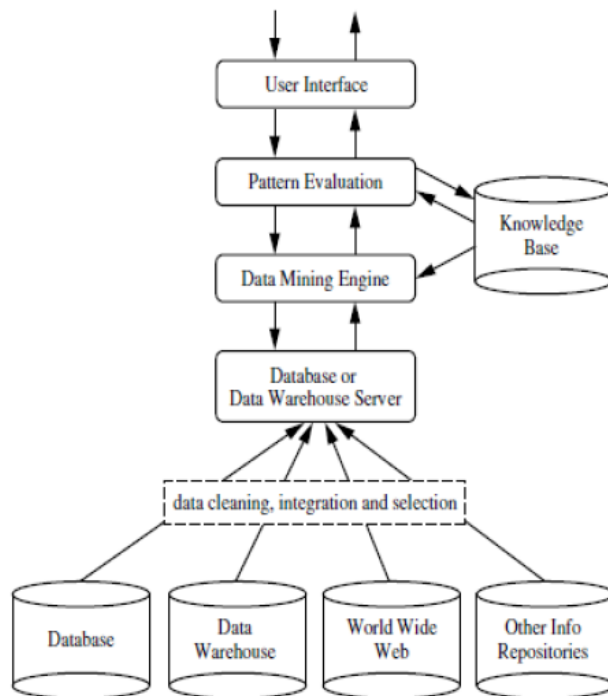 User Interface
Pattern Evaluation
Knowledge
Base
Data Mining Engine
Database or
Data Warehouse Server
data cleaning, integration and selection
Database
Data
Warehouse
World Wide
Web
Other Info
Repositories